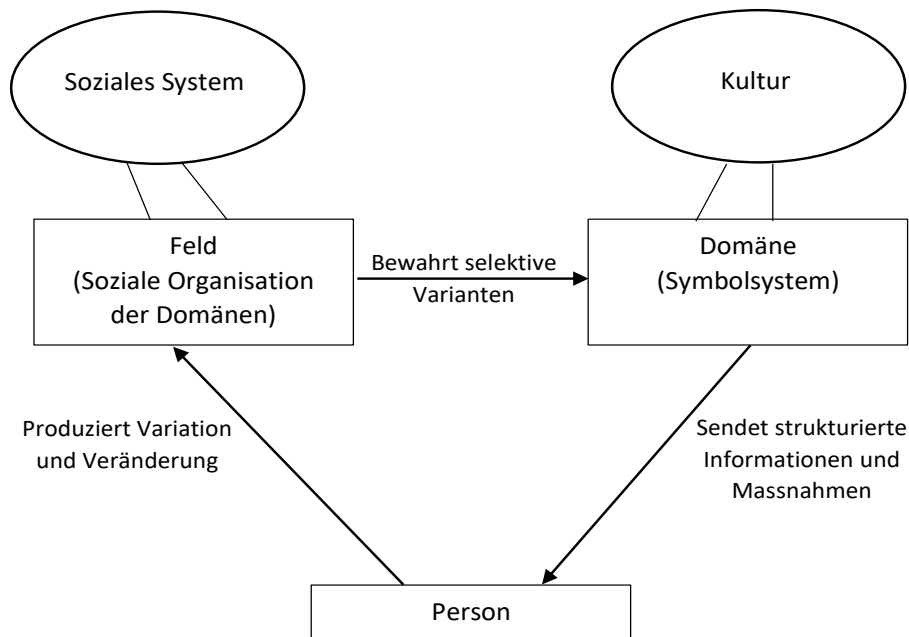 Soziales System
Kultur
Feld
(Soziale Organisation
der Domänen)
Bewahrt selektive
Varianten
Domäne
(Symbolsystem)
Produziert Variation
und Veränderung
Sendet strukturierte
Informationen und
Massnahmen
Person